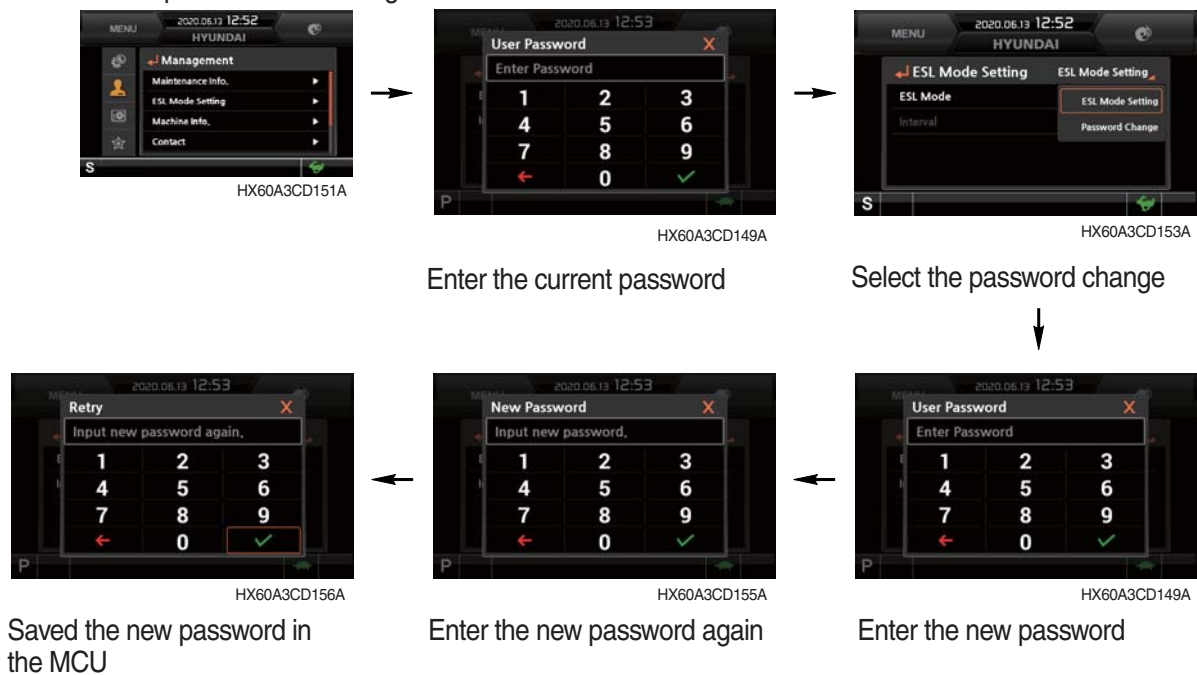 MENU
2020.06.13 12:52
HYUNDAI
Management
Maintenance Info.
ESL Mode Setting
Machine Info.
Contact
S
HX60A3CD151A
2020.06.13 12:53
User Password X
Enter Password
1 2 3
4 5 6
7 8 9
0
P
HX60A3CD149A
Enter the current password
MENU
2020.06.13 12:52
HYUNDAI
ESL Mode Setting ESL Mode Setting
ESL Mode ESL Mode Setting
Interval Password Change
S
HX60A3CD153A
Select the password change
2020.06.13 12:53
User Password X
Enter Password
1 2 3
4 5 6
7 8 9
0
P
HX60A3CD149A
Enter the new password
2020.06.13 12:53
New Password X
Input new password.
1 2 3
4 5 6
7 8 9
0
P
HX60A3CD155A
Enter the new password again
2020.06.13 12:53
Retry X
Input new password again.
1 2 3
4 5 6
7 8 9
0
P
HX60A3CD156A
Saved the new password in
the MCU